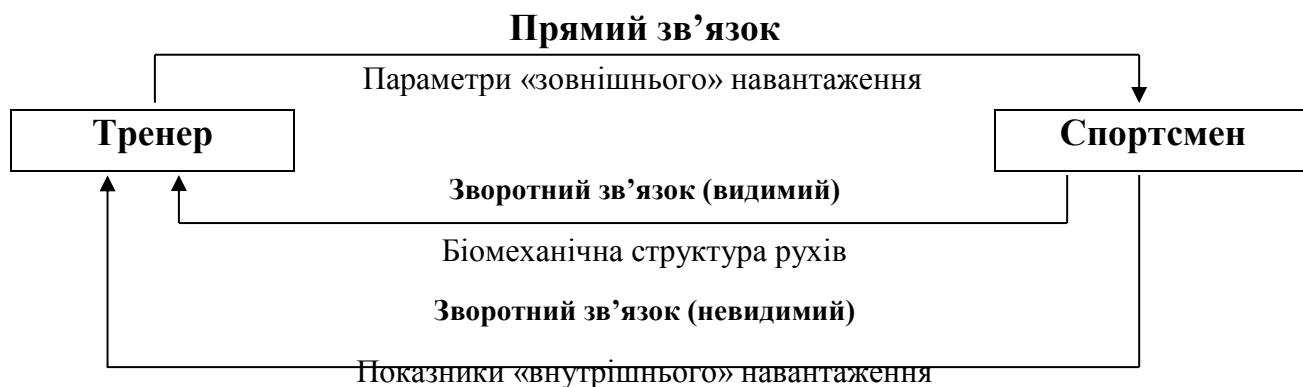 Прямий зв’язок
Параметри «зовнішнього» навантаження
Тренер
Спортсмен
Зворотний зв’язок (видимий)
Біомеханічна структура рухів
Зворотний зв’язок (невидимий)
Показники «внутрішнього» навантаження